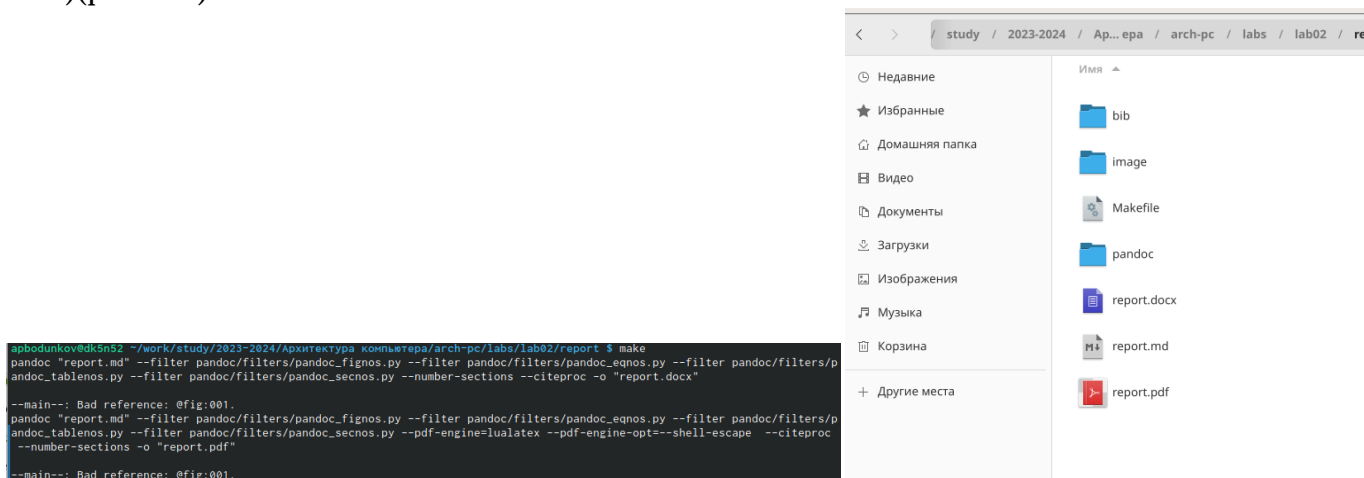 apbodunkov@dk5n52 ~/work/study/2023-2024/Архитектура компьютера/arch-pc/labs/lab02/report $ make
pandoc "report.md" --filter pandoc/filters/pandoc_fignos.py --filter pandoc/filters/pandoc_eqnos.py --filter pandoc/filters/p
andoc_tablenos.py --filter pandoc/filters/pandoc_secnos.py --number-sections --citeproc -o "report.docx"
--main--: Bad reference: @fig:001.
pandoc "report.md" --filter pandoc/filters/pandoc_fignos.py --filter pandoc/filters/pandoc_eqnos.py --filter pandoc/filters/p
andoc_tablenos.py --filter pandoc/filters/pandoc_secnos.py --pdf-engine=lualatex --pdf-engine-opt=--shell-escape --citeproc
--number-sections -o "report.pdf"
--main--: Bad reference: @fig:001.
/ study / 2023-2024 / Ap... ера / arch-pc / labs / lab02 / re
Недавние
Избранные
Домашняя папка
Видео
Документы
Загрузки
Изображения
Музыка
Корзина
+ Другие места
Имя
bib
image
Makefile
pandoc
report.docx
report.md
report.pdf